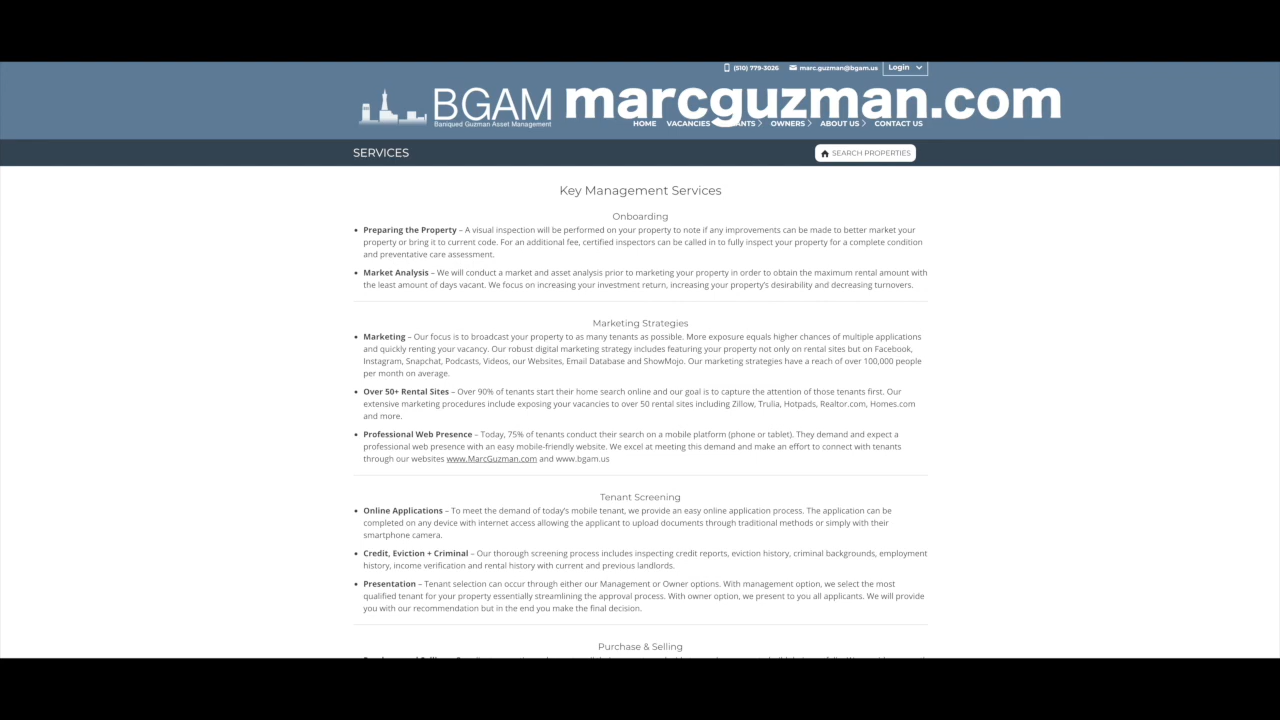 (510) 779-3026 marc.guzman@bgam.us Login
BGAM marcguzman.com
Baniqued Guzman Asset Management
HOME VACANCIES ANTS OWNERS ABOUT US CONTACT US
SERVICES SEARCH PROPERTIES
Key Management Services
Onboarding
• Preparing the Property – A visual inspection will be performed on your property to note if any improvements can be made to better market your
property or bring it to current code. For an additional fee, certified inspectors can be called in to fully inspect your property for a complete condition
and preventative care assessment.
• Market Analysis – We will conduct a market and asset analysis prior to marketing your property in order to obtain the maximum rental amount with
the least amount of days vacant. We focus on increasing your investment return, increasing your property's desirability and decreasing turnovers.
Marketing Strategies
• Marketing – Our focus is to broadcast your property to as many tenants as possible. More exposure equals higher chances of multiple applications
and quickly renting your vacancy. Our robust digital marketing strategy includes featuring your property not only on rental sites but on Facebook,
Instagram, Snapchat, Podcasts, Videos, our Websites, Email Database and ShowMojo. Our marketing strategies have a reach of over 100,000 people
per month on average.
• Over 50+ Rental Sites – Over 90% of tenants start their home search online and our goal is to capture the attention of those tenants first. Our
extensive marketing procedures include exposing your vacancies to over 50 rental sites including Zillow, Trulia, Hotpads, Realtor.com, Homes.com
and more.
• Professional Web Presence – Today, 75% of tenants conduct their search on a mobile platform (phone or tablet). They demand and expect a
professional web presence with an easy mobile-friendly website. We excel at meeting this demand and make an effort to connect with tenants
through our websites www.MarcGuzman.com and www.bgam.us
Tenant Screening
• Online Applications – To meet the demand of today's mobile tenant, we provide an easy online application process. The application can be
completed on any device with internet access allowing the applicant to upload documents through traditional methods or simply with their
smartphone camera.
• Credit, Eviction + Criminal – Our thorough screening process includes inspecting credit reports, eviction history, criminal backgrounds, employment
history, income verification and rental history with current and previous landlords.
• Presentation – Tenant selection can occur through either our Management or Owner options. With management option, we select the most
qualified tenant for your property essentially streamlining the approval process. With owner option, we present to you all applicants. We will provide
you with our recommendation but in the end you make the final decision.
Purchase & Selling